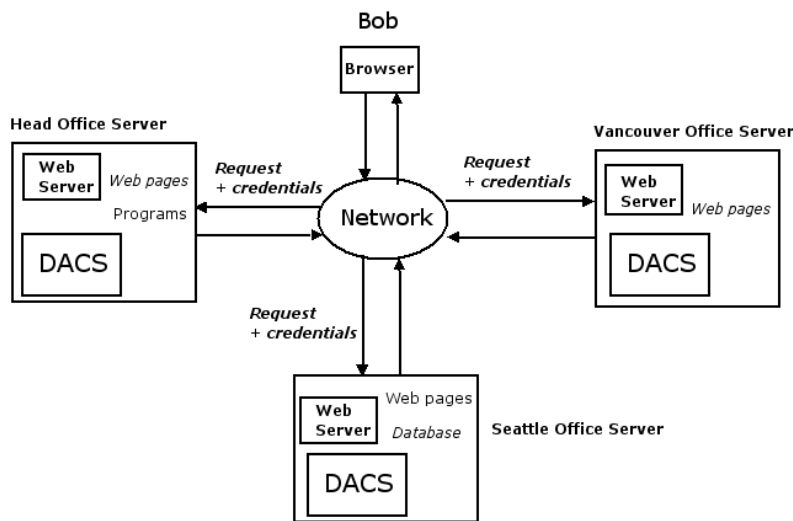 Bob
Browser
Head Office Server
Web
Server
Web pages
Programs
DACS
Request
+ credentials
Network
Request
+ credentials
Vancouver Office Server
Web
Server
Web pages
DACS
Request
+ credentials
Web
Server
Web pages
Database
DACS
Seattle Office Server